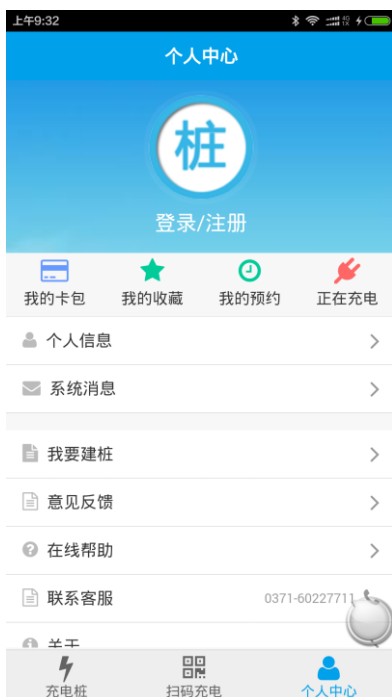 上午9:32
个人中心
桩
登录/注册
我的卡包 我的收藏 我的预约 正在充电
个人信息
系统消息
我要建桩
意见反馈
在线帮助
联系客服 0371-60227711
关于
充电桩 扫码充电 个人中心